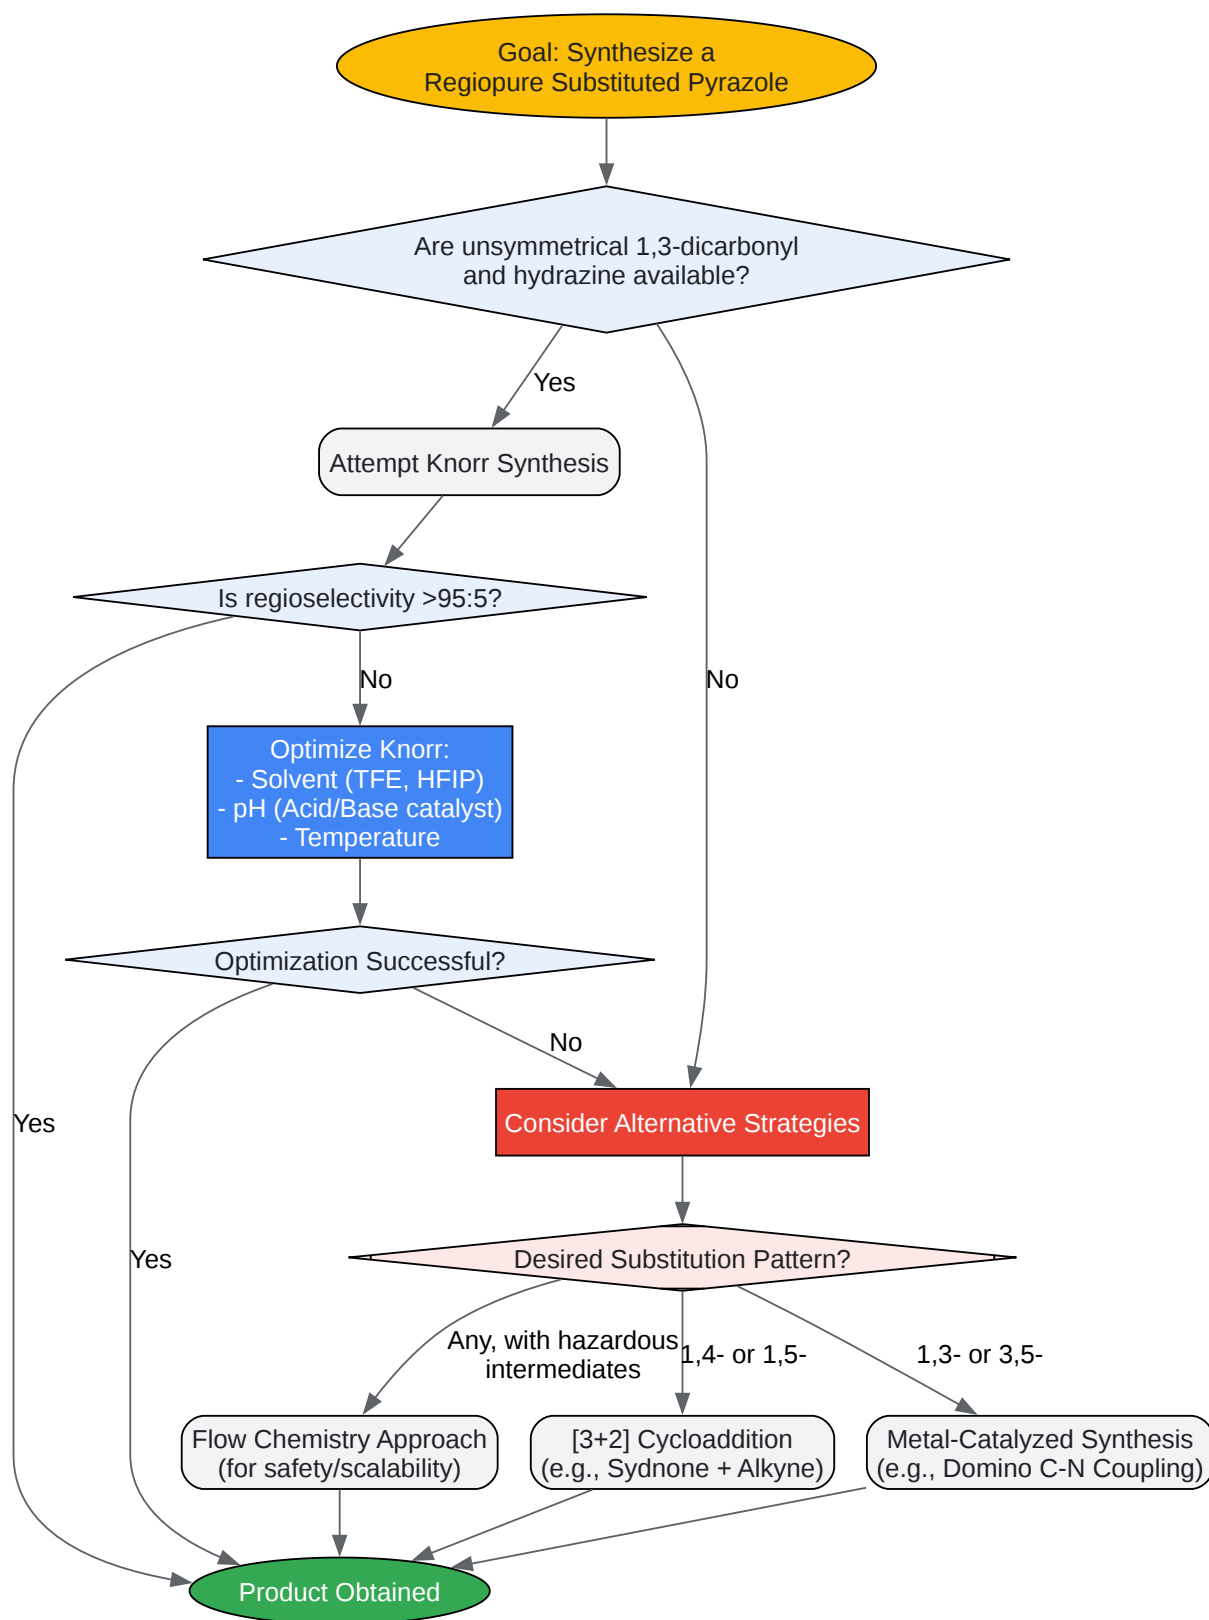 Goal: Synthesize a
Regiopure Substituted Pyrazole
Are unsymmetrical 1,3-dicarbonyl
and hydrazine available?
Yes
Attempt Knorr Synthesis
Is regioselectivity >95:5?
No
No
Optimize Knorr:
- Solvent (TFE, HFIP)
- pH (Acid/Base catalyst)
- Temperature
Optimization Successful?
No
Yes
Consider Alternative Strategies
Yes
Desired Substitution Pattern?
Any, with hazardous
intermediates
1,4- or 1,5-
1,3- or 3,5-
Flow Chemistry Approach
(for safety/scalability)
[3+2] Cycloaddition
(e.g., Sydnone + Alkyne)
Metal-Catalyzed Synthesis
(e.g., Domino C-N Coupling)
Product Obtained